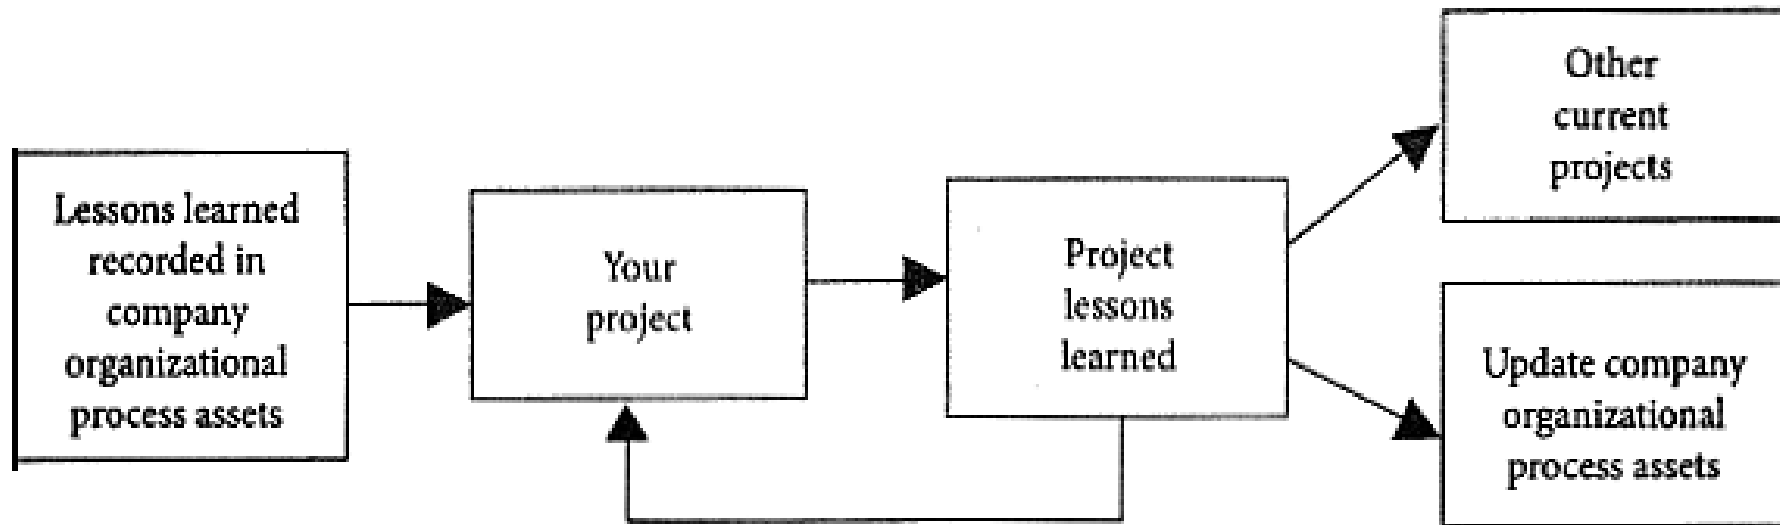 Lessons learned
recorded in
company
organizational
process assets
Your
project
Project
lessons
learned
Other
current
projects
Update company
organizational
process assets